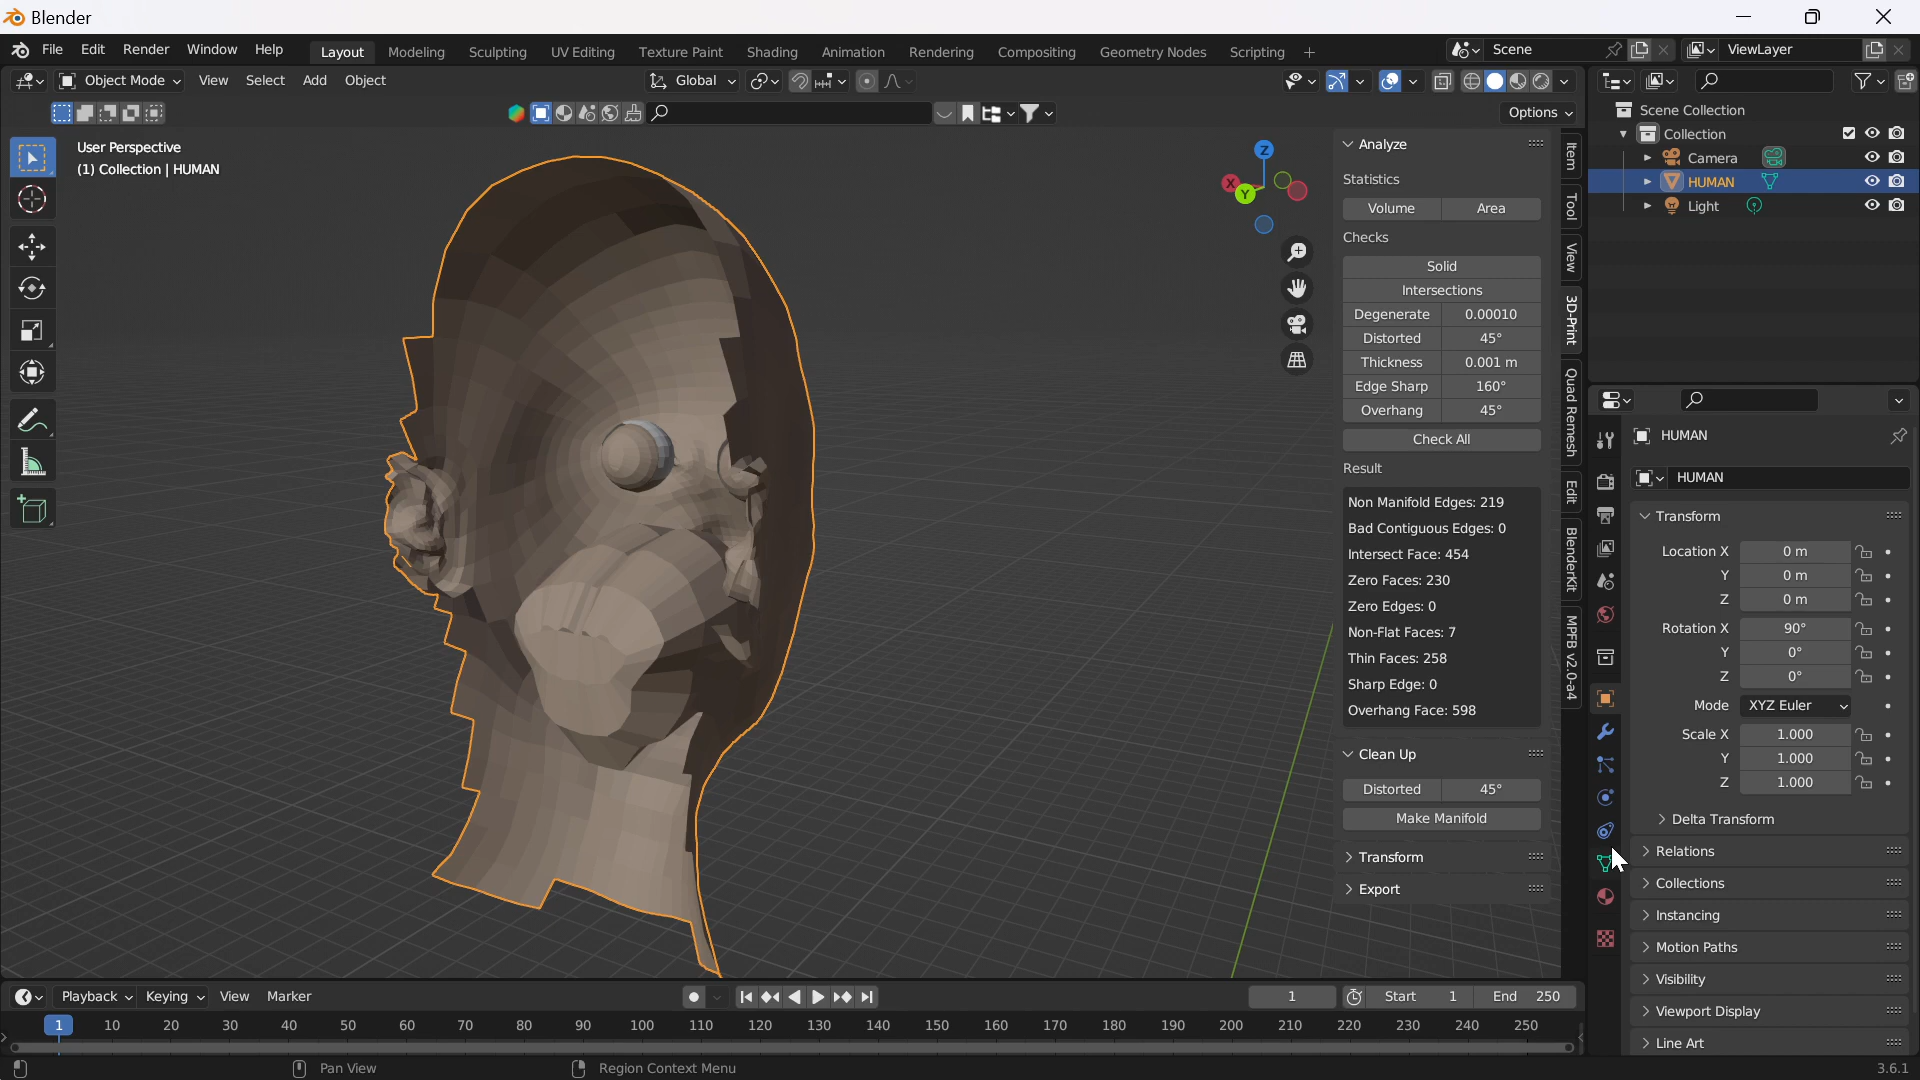 Blender
File Edit Render Window Help Layout Modeling Sculpting UV Editing Texture Paint Shading Animation Rendering Compositing Geometry Nodes Scripting + Scene ViewLayer
Object Mode View Select Add Object Global
Options
User Perspective
(1) Collection | HUMAN
Z
X
Y
Analyze
Statistics
Volume Area
Checks
Solid
Intersections
Degenerate 0.00010
Distorted 45°
Thickness 0.001 m
Edge Sharp 160°
Overhang 45°
Check All
Result
Non Manifold Edges: 219
Bad Contiguous Edges: 0
Intersect Face: 454
Zero Faces: 230
Zero Edges: 0
Non-Flat Faces: 7
Thin Faces: 258
Sharp Edge: 0
Overhang Face: 598
Clean Up
Distorted 45°
Make Manifold
Transform
Export
Item
Tool
View
3D-Print
Quad Remesh
Edit
BlenderKit
MPFB v2.0-a4
Scene Collection
Collection
Camera
HUMAN
Light
HUMAN
HUMAN
Transform
Location X 0 m
Y 0 m
Z 0 m
Rotation X 90°
Y 0°
Z 0°
Mode XYZ Euler
Scale X 1.000
Y 1.000
Z 1.000
Delta Transform
Relations
Collections
Instancing
Motion Paths
Visibility
Viewport Display
Line Art
Playback Keying View Marker 1 Start 1 End 250
1 10 20 30 40 50 60 70 80 90 100 110 120 130 140 150 160 170 180 190 200 210 220 230 240 250
Pan View Region Context Menu 3.6.1